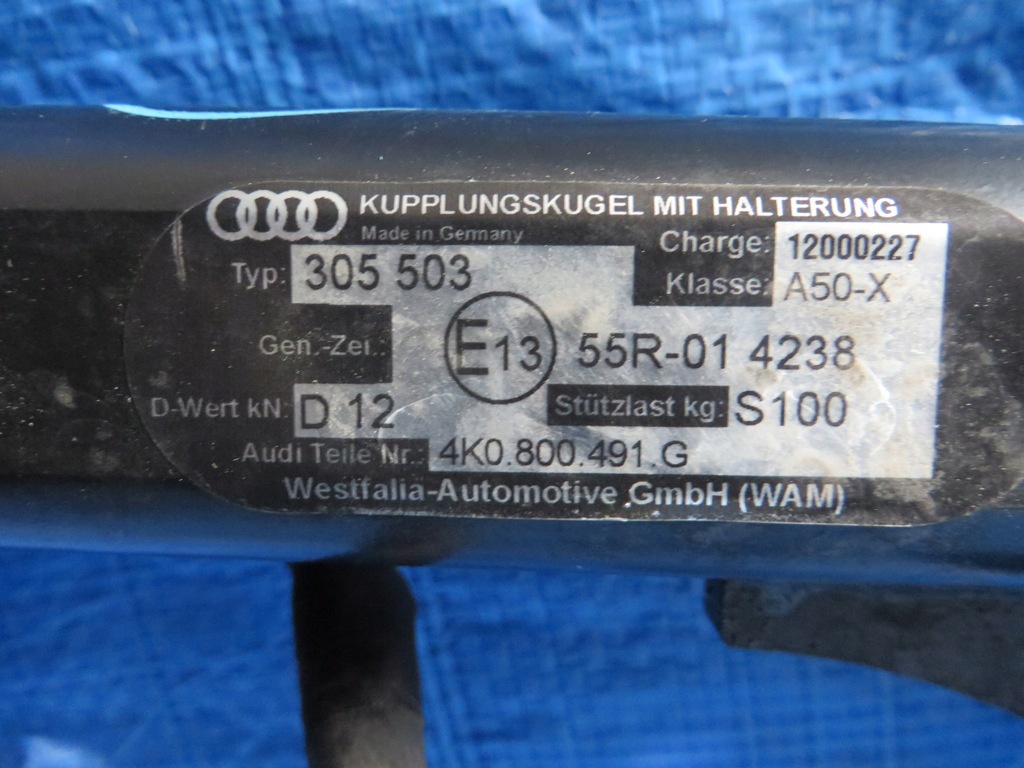 KUPPLUNGSKUGEL MIT HALTERUNG
Made in Germany
Charge: 12000227
Typ: 305 503
Klasse: A50-X
Gen.-Zei.: E13 55R-01 4238
D-Wert kN: D 12 Stützlast kg: S100
Audi Teile Nr.: 4K0.800.491.G
Westfalia-Automotive GmbH (WAM)